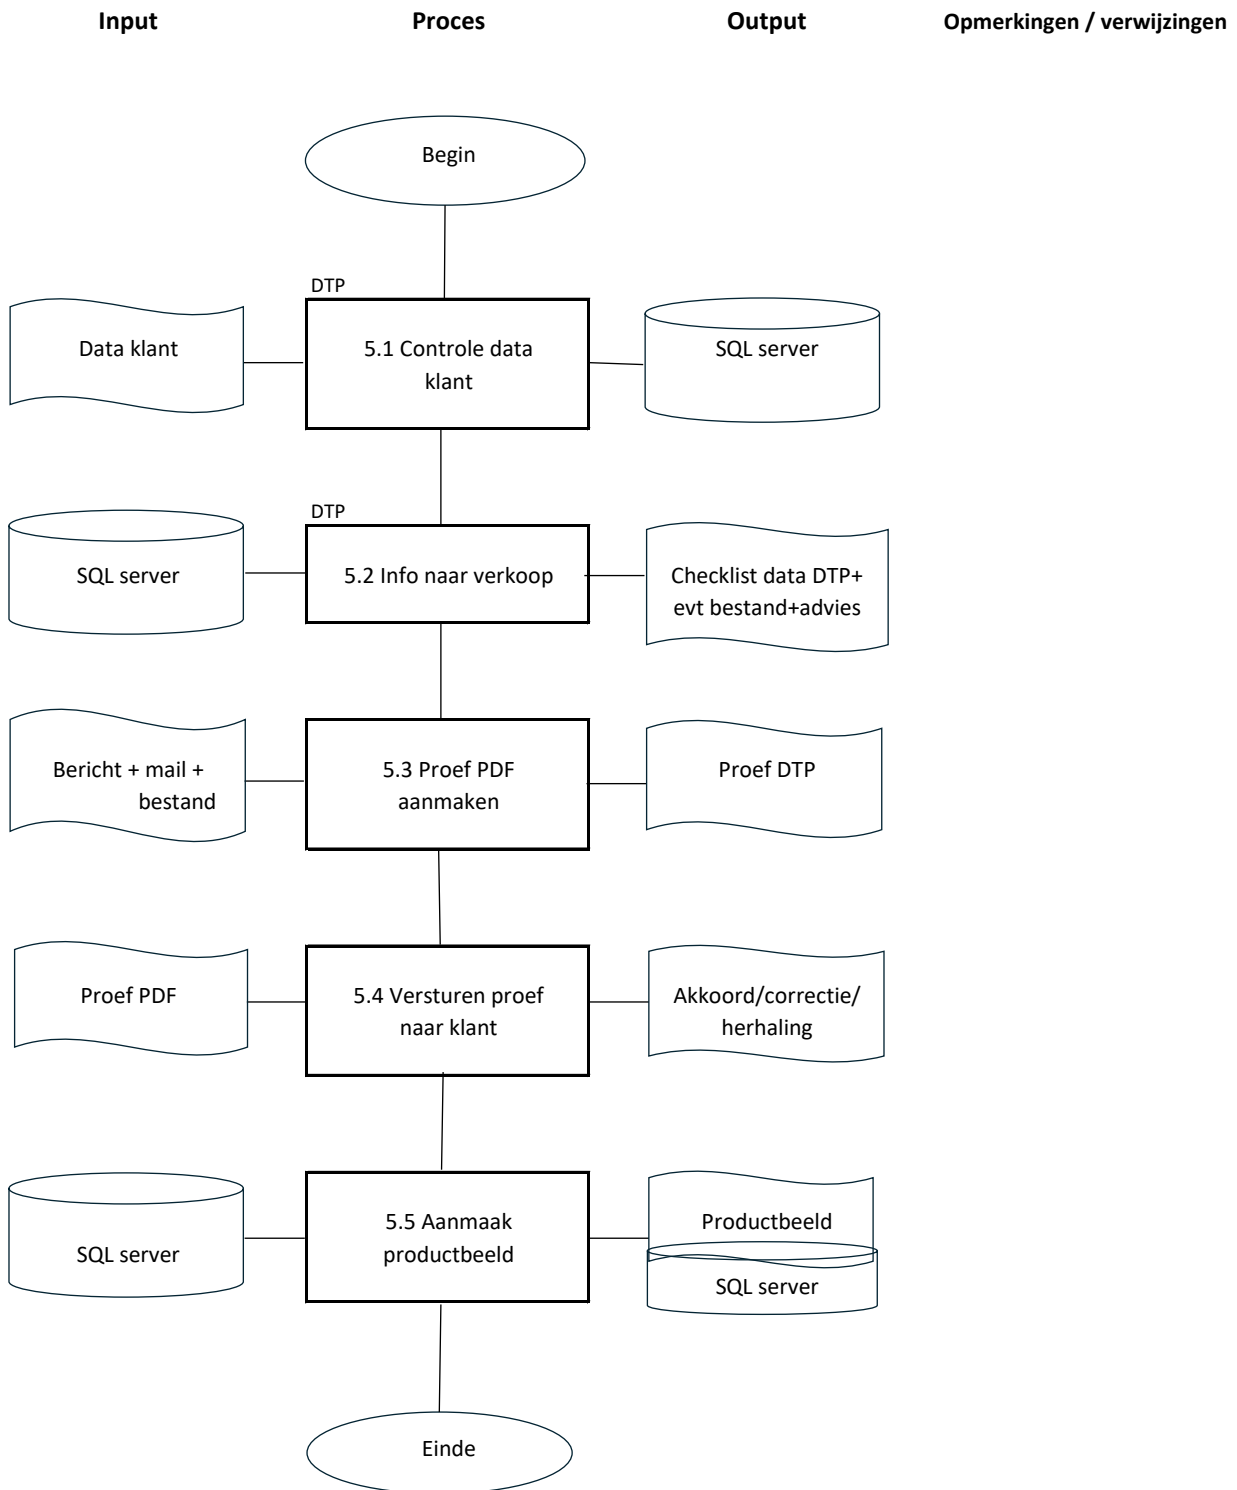 Input Proces Output Opmerkingen / verwijzingen
Begin
DTP
Data klant
5.1 Controle data
klant
SQL server
DTP
SQL server
5.2 Info naar verkoop
Checklist data DTP+
evt bestand+advies
Bericht + mail +
bestand
5.3 Proef PDF
aanmaken
Proef DTP
Proef PDF
5.4 Versturen proef
naar klant
Akkoord/correctie/
herhaling
SQL server
5.5 Aanmaak
productbeeld
Productbeeld
SQL server
Einde